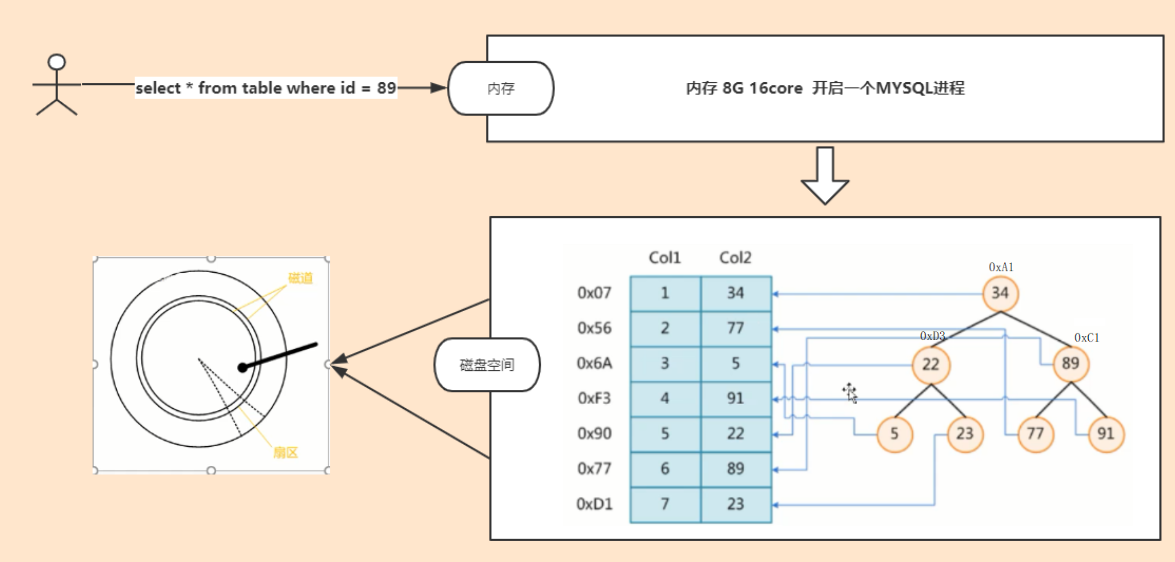 select * from table where id = 89
内存
内存 8G 16core 开启一个MYSQL进程
磁道
扇区
磁盘空间
Col1 Col2
0x07 1 34
0x56 2 77
0x6A 3 5
0xF3 4 91
0x90 5 22
0x77 6 89
0xD1 7 23
0xA1
34
0xD3 0xC1
22 89
5 23 77 91